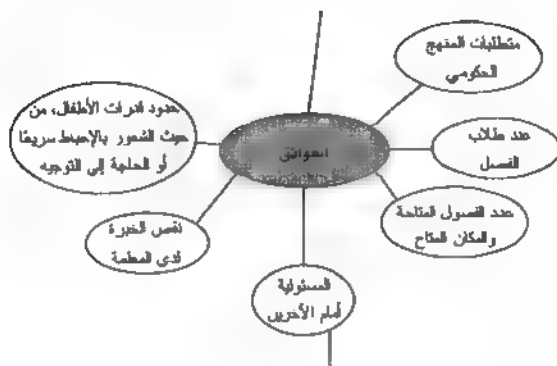 متطلبات المنهج
الحكومي
حدود قدرات الأطفال، من
حيث الشعور بالإحباط سريعًا
أو الحاجة إلى التوجيه
العوائق
عدد طلاب
الفصل
عدد الفصول المتاحة
والمكان المتاح
نقص الخبرة
لدى المعلمة
المسئولية
أمام الآخرين